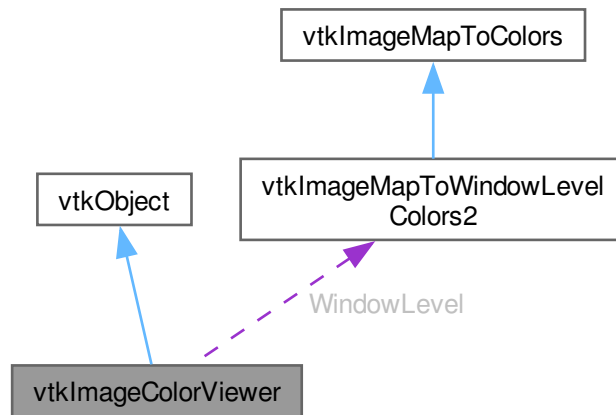 vtkImageMapToColors
vtkObject
vtkImageMapToWindowLevel
Colors2
WindowLevel
vtkImageColorViewer